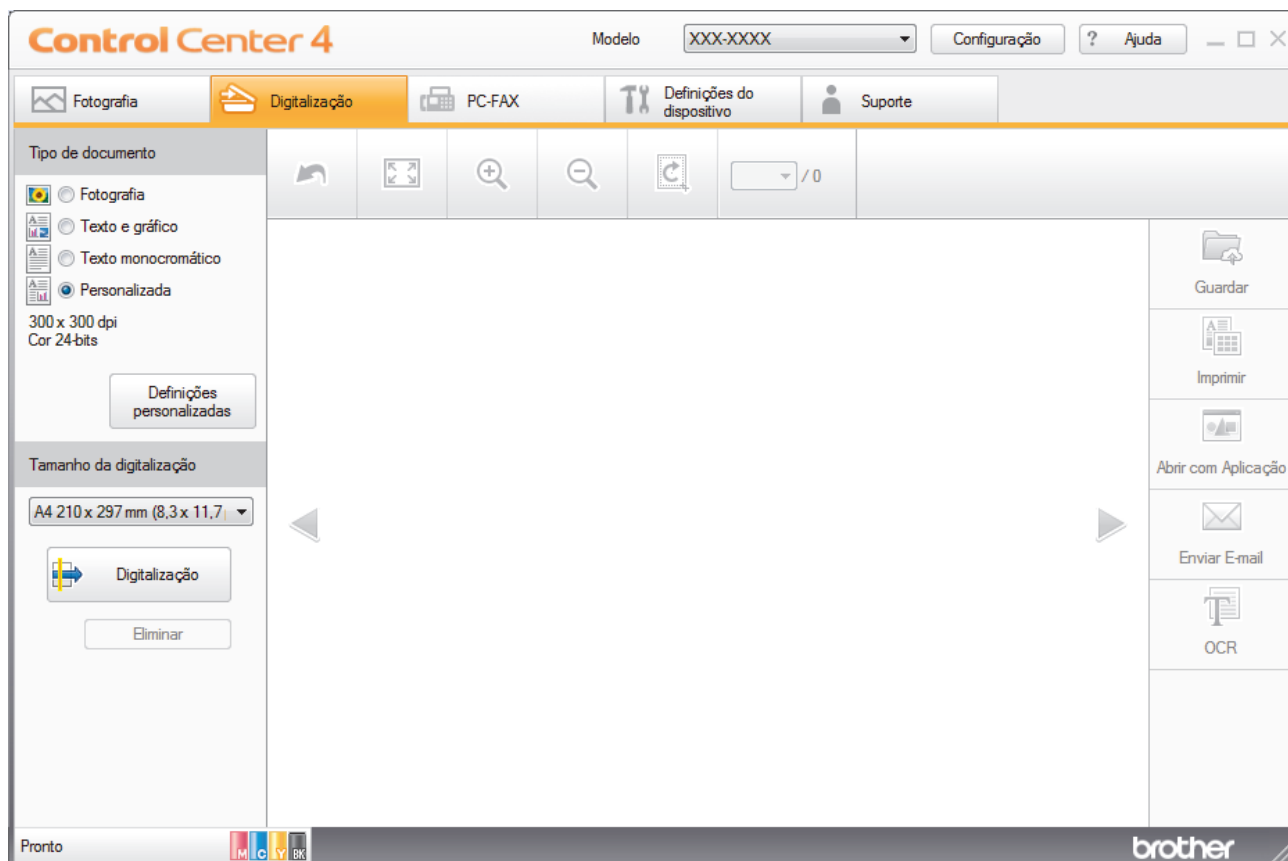 Control Center 4
Modelo
XXX-XXXX
Configuração
? Ajuda
Fotografia
Digitalização
PC-FAX
Definições do
dispositivo
Suporte
Tipo de documento
Fotografia
Texto e gráfico
Texto monocromático
Personalizada
300 x 300 dpi
Cor 24-bits
Definições
personalizadas
Tamanho da digitalização
A4 210 x 297 mm (8,3 x 11,7
Digitalização
Eliminar
/ 0
Guardar
Imprimir
Abrir com Aplicação
Enviar E-mail
OCR
Pronto
M C Y BK
brother